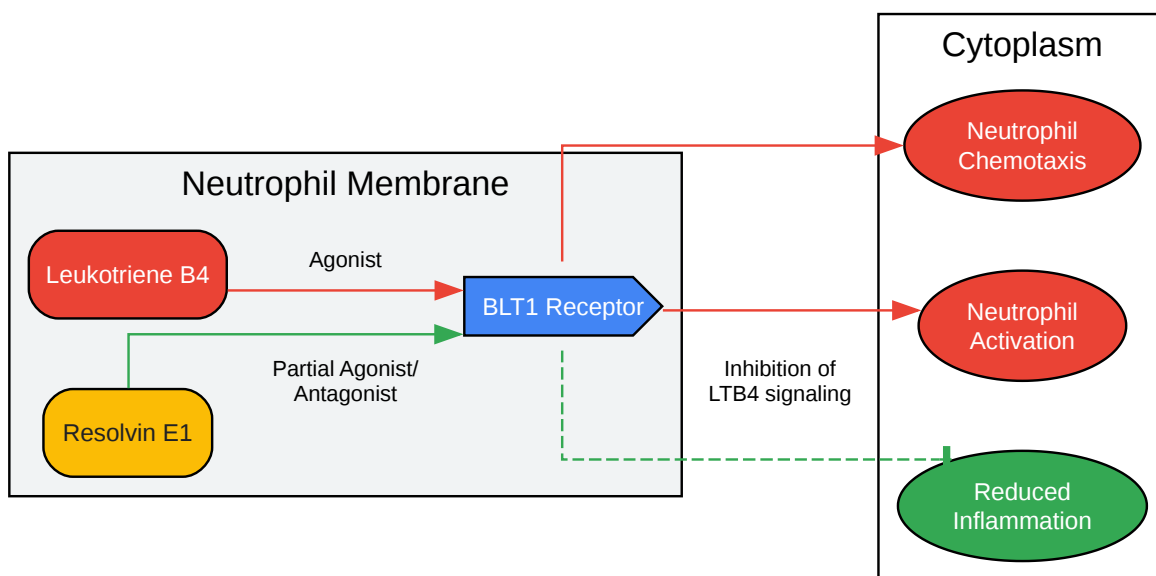 Cytoplasm
Neutrophil
Chemotaxis
Neutrophil Membrane
Leukotriene B4
Agonist
BLT1 Receptor
Neutrophil
Activation
Partial Agonist/
Antagonist
Inhibition of
LTB4 signaling
Resolvin E1
Reduced
Inflammation